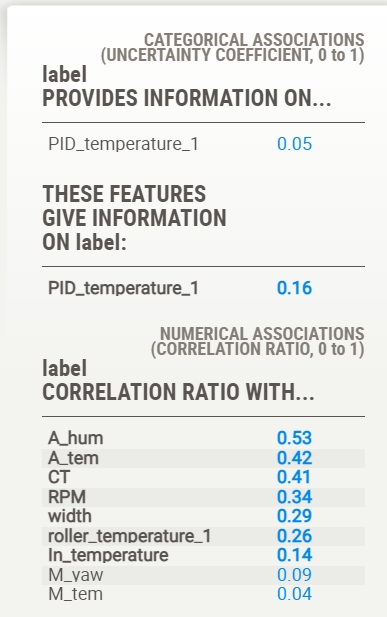 CATEGORICAL ASSOCIATIONS
(UNCERTAINTY COEFFICIENT, 0 to 1)
label
PROVIDES INFORMATION ON...
PID_temperature_1 0.05
THESE FEATURES
GIVE INFORMATION
ON label:
PID_temperature_1 0.16
NUMERICAL ASSOCIATIONS
(CORRELATION RATIO, 0 to 1)
label
CORRELATION RATIO WITH...
A_hum 0.53
A_tem 0.42
CT 0.41
RPM 0.34
width 0.29
roller_temperature_1 0.26
In_temperature 0.14
M_yaw 0.09
M_tem 0.04